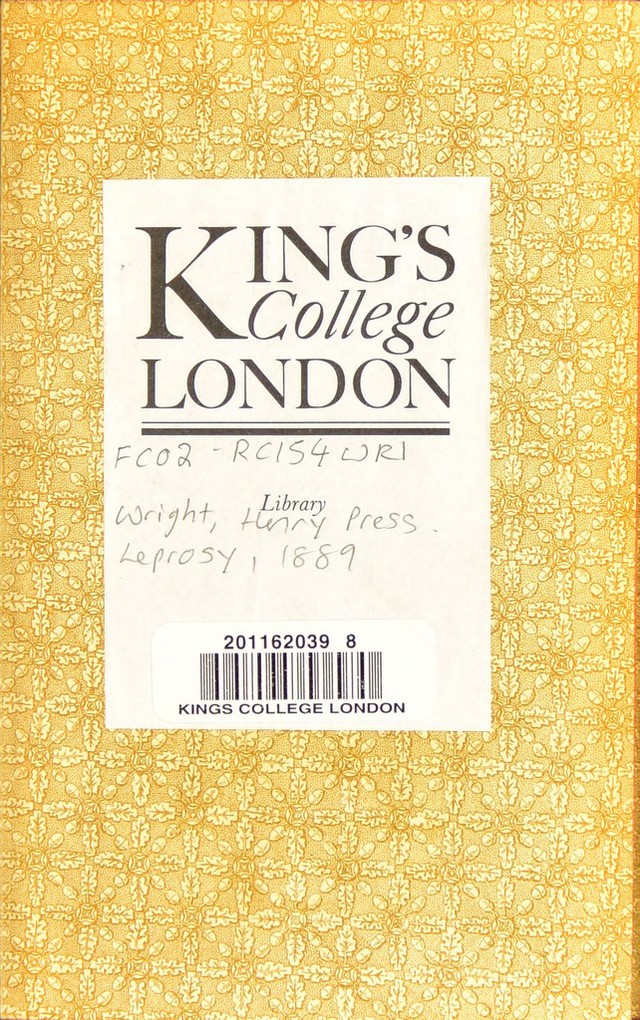 KING'S
College
LONDON
FC02 - RC154 WRI
Library
Wright, Henry Press.
Leprosy, 1889
201162039 8
KINGS COLLEGE LONDON